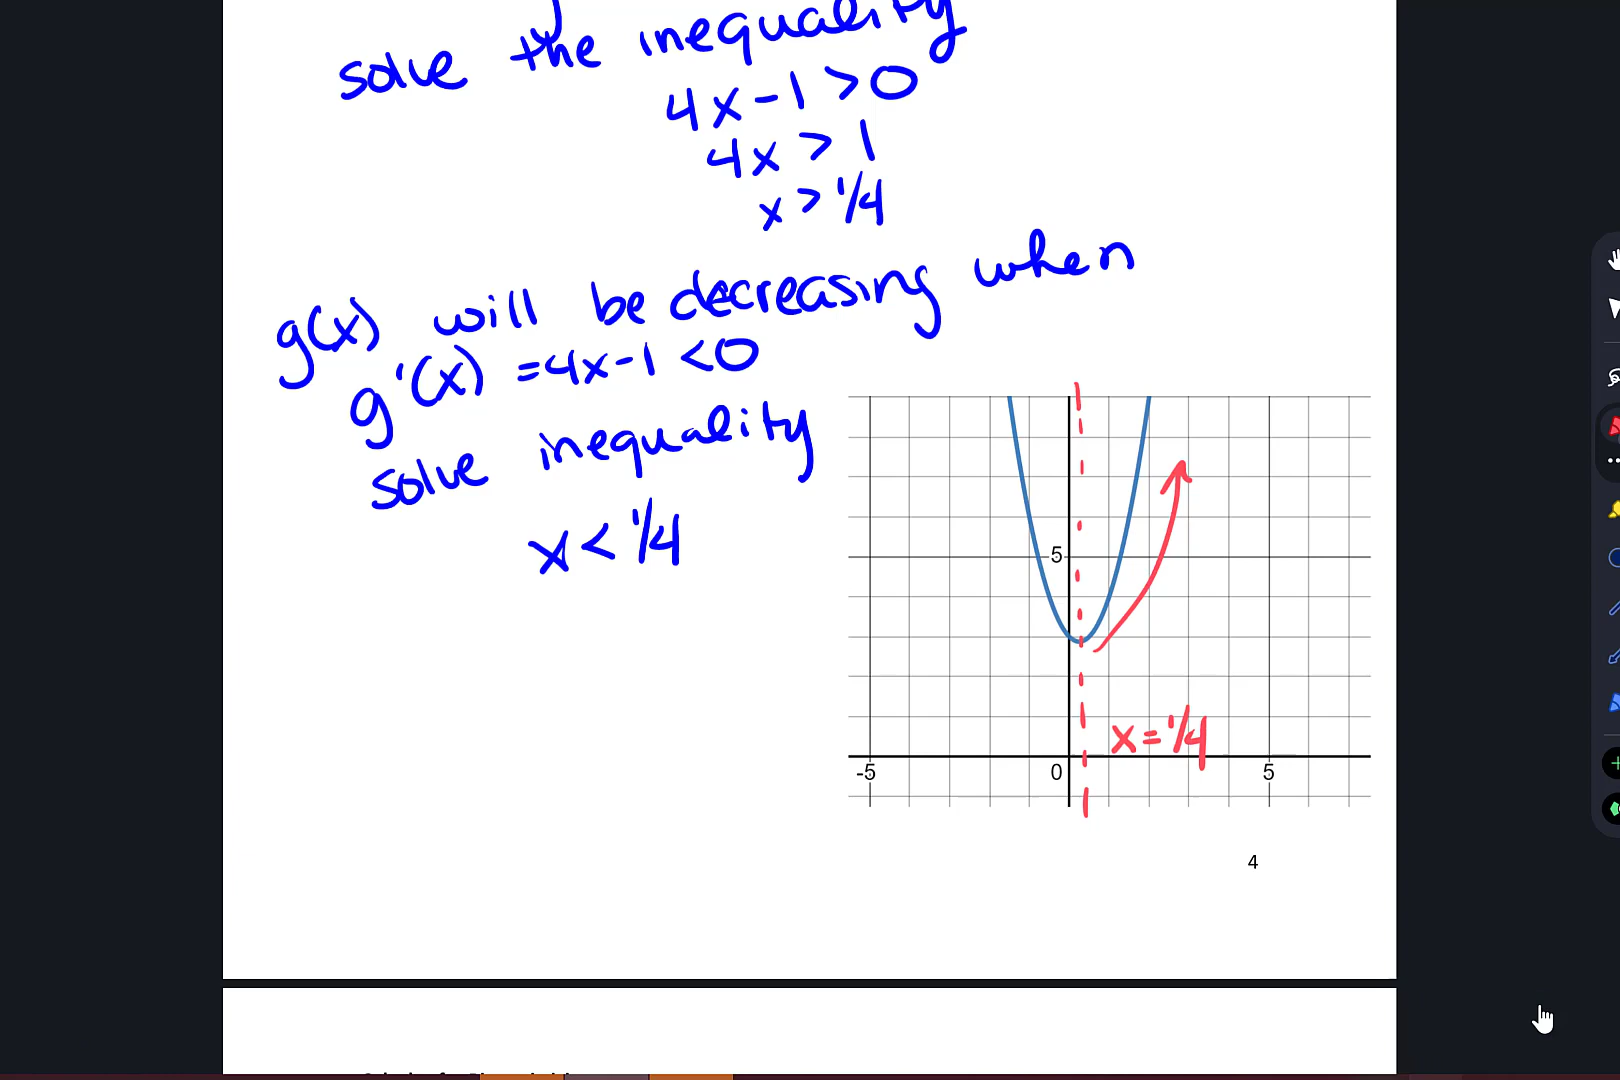 solve the inequality
4x-1>0
4x > 1
x > 1/4
g(x) will be decreasing when
g'(x) =4x-1 <0
solve inequality
x < 1/4
5
x = 1/4
-5 0 5
4